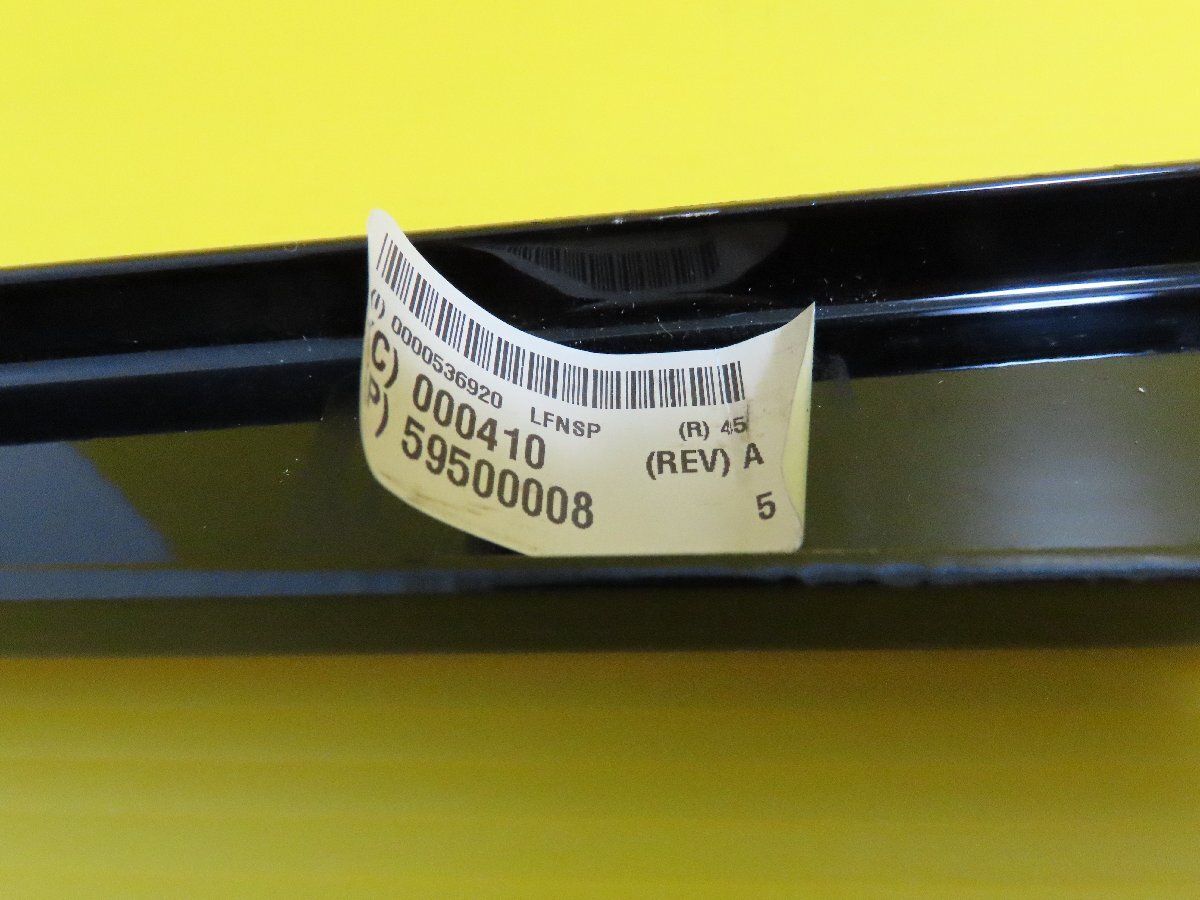 (I) 0000536920 LFNSP (R) 45
(C) 000410 (REV) A
(P) 59500008 5